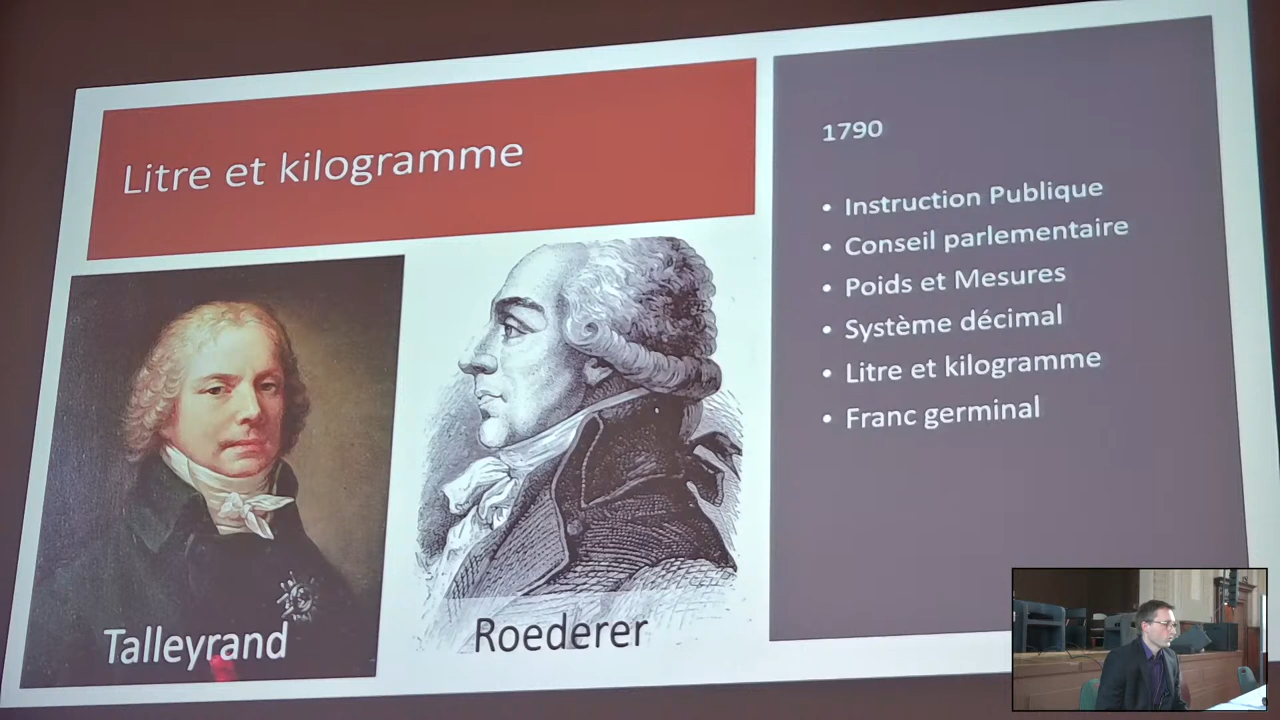 Litre et kilogramme
Talleyrand
Roederer
1790
• Instruction Publique
• Conseil parlementaire
• Poids et Mesures
• Système décimal
• Litre et kilogramme
• Franc germinal